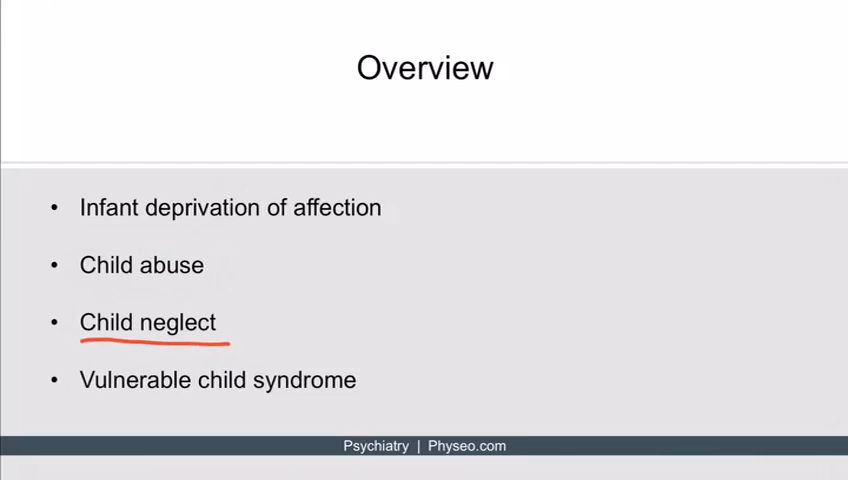 Overview
• Infant deprivation of affection
• Child abuse
• Child neglect
• Vulnerable child syndrome
Psychiatry | Physeo.com